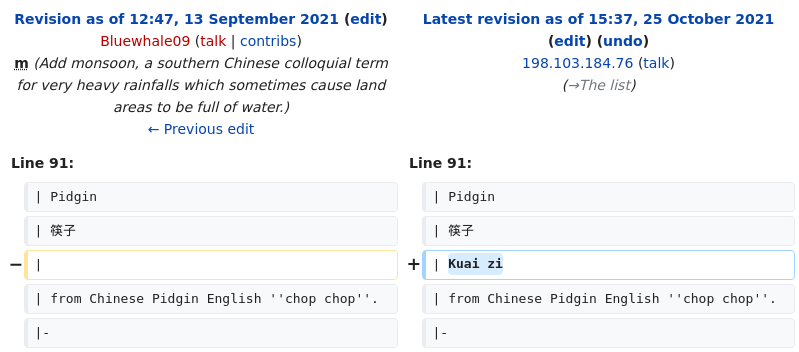 Revision as of 12:47, 13 September 2021 (edit)
Bluewhale09 (talk | contribs)
m (Add monsoon, a southern Chinese colloquial term
for very heavy rainfalls which sometimes cause land
areas to be full of water.)
← Previous edit
Latest revision as of 15:37, 25 October 2021
(edit) (undo)
198.103.184.76 (talk)
(→The list)
Line 91:
Line 91:
| Pidgin
| Pidgin
| 筷子
| 筷子
− |
+ | Kuai zi
| from Chinese Pidgin English ''chop chop''.
| from Chinese Pidgin English ''chop chop''.
|-
|-